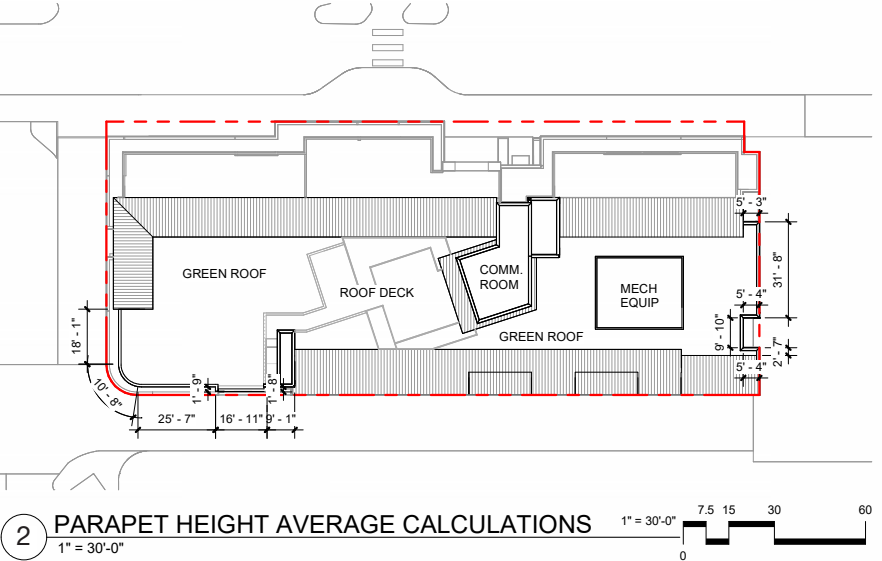 5' - 3"
31' - 8"
GREEN ROOF
COMM.
ROOM
ROOF DECK
MECH
EQUIP
5' - 4"
GREEN ROOF
9' - 10"
18' - 1"
2' - 7"
5' - 4"
10' - 8"
1' - 9"
1' - 8"
25' - 7"
16' - 11"
9' - 1"
2
PARAPET HEIGHT AVERAGE CALCULATIONS
1" = 30'-0"
1" = 30'-0"
7.5 15 30 60
0